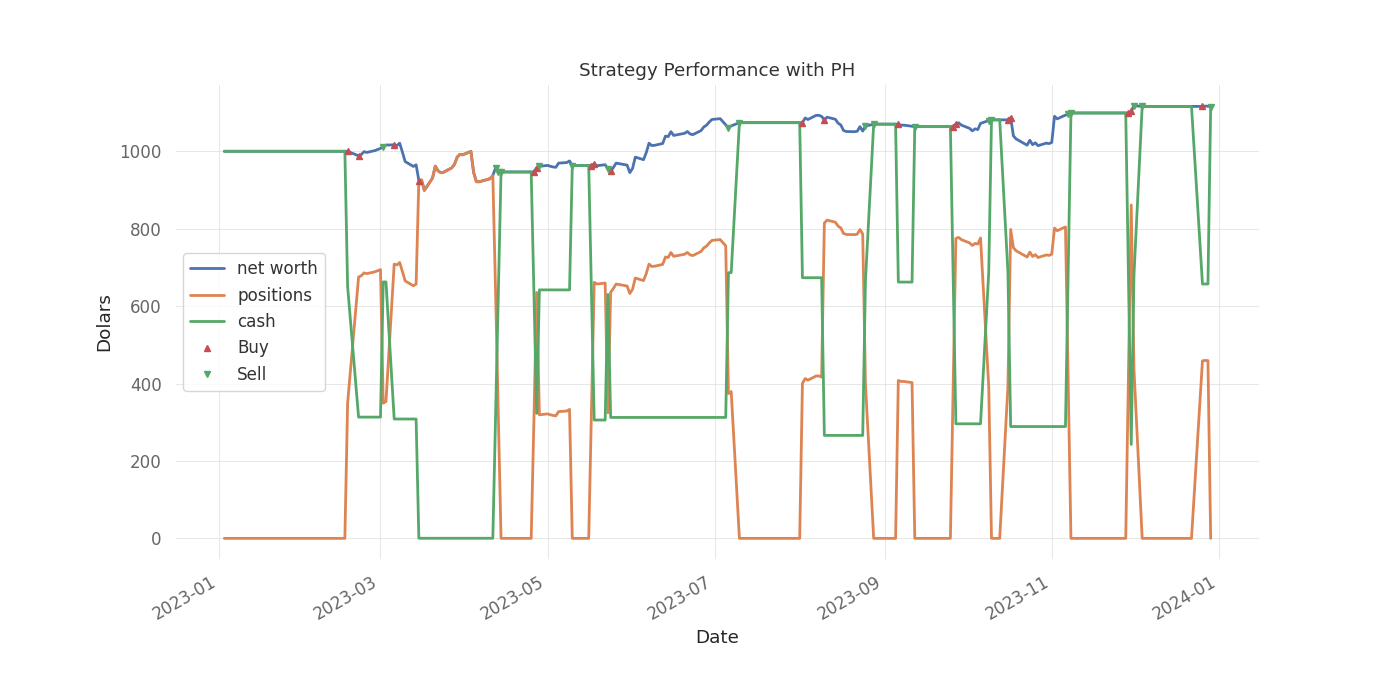 Strategy Performance with PH
Dolars
1000
800
600
400
200
0
net worth
positions
cash
Buy
Sell
2023-01
2023-03
2023-05
2023-07
2023-09
2023-11
2024-01
Date